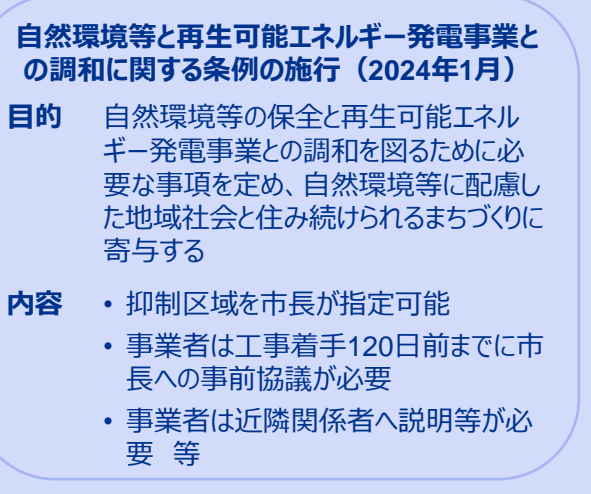 自然環境等と再生可能エネルギー発電事業と
の調和に関する条例の施行（2024年1月）
目的 自然環境等の保全と再生可能エネル
ギー発電事業との調和を図るために必
要な事項を定め、自然環境等に配慮し
た地域社会と住み続けられるまちづくりに
寄与する
内容 • 抑制区域を市長が指定可能
• 事業者は工事着手120日前までに市
長への事前協議が必要
• 事業者は近隣関係者へ説明等が必
要 等